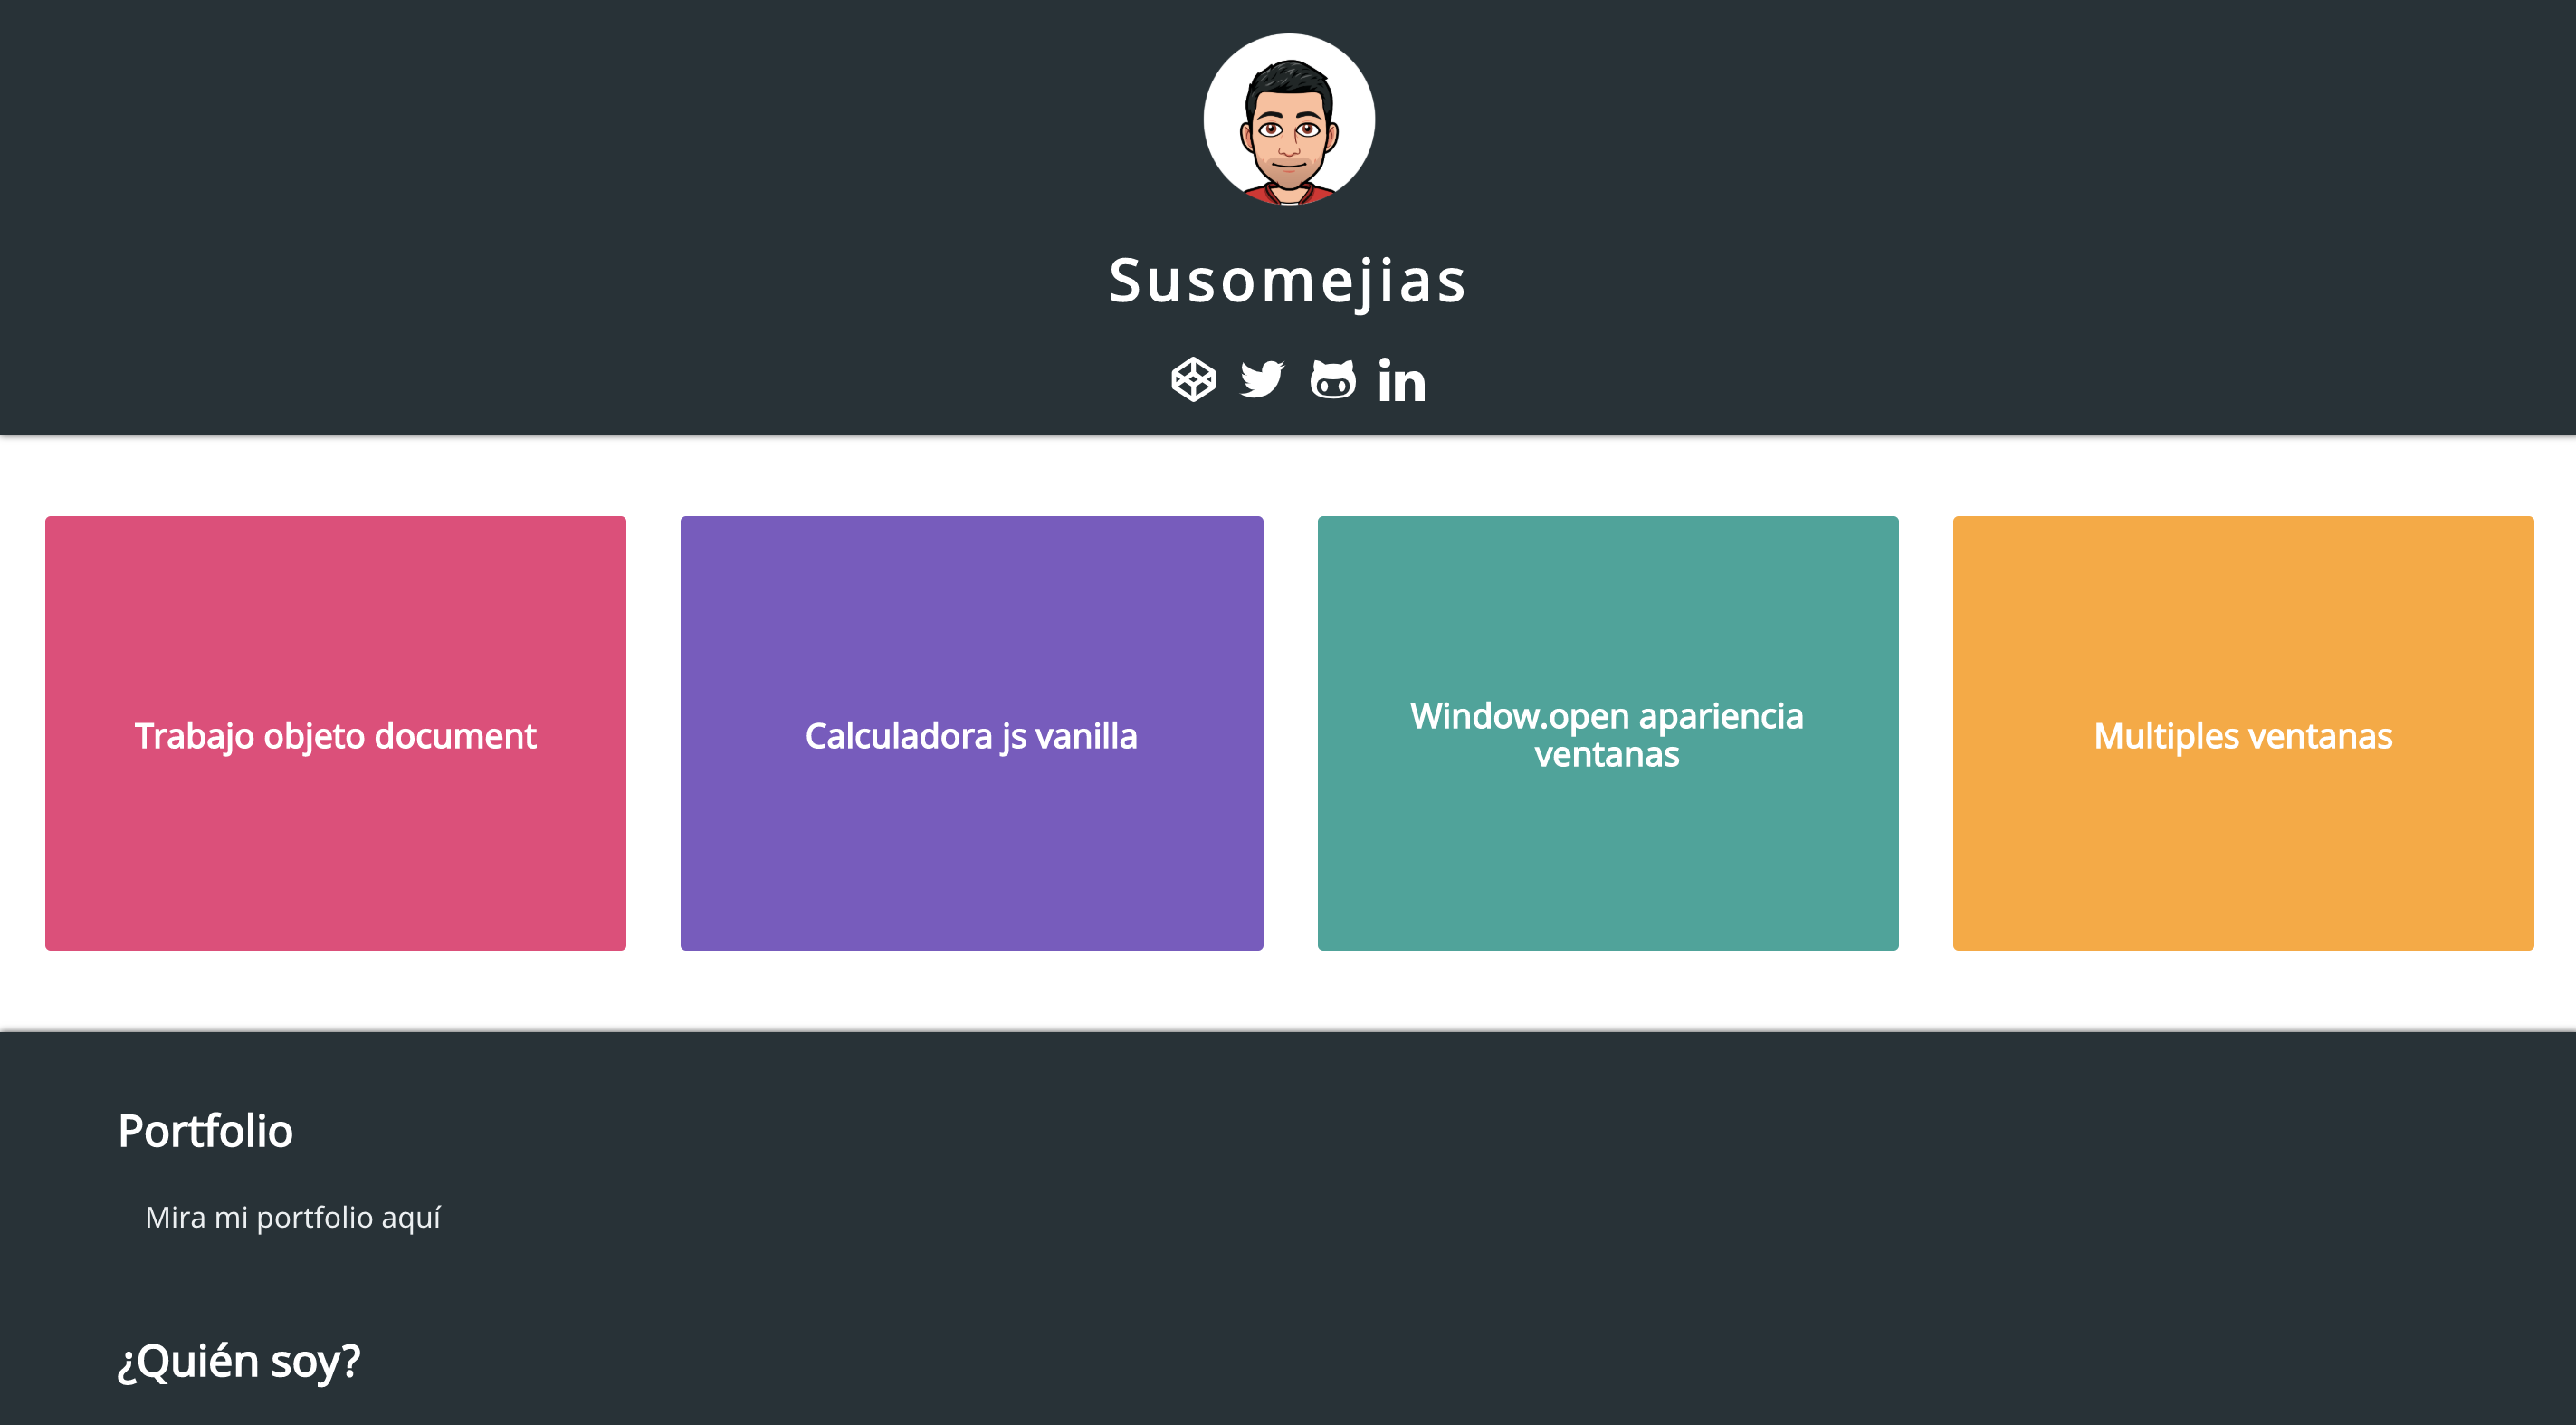 Susomejias
Trabajo objeto document
Calculadora js vanilla
Window.open apariencia
ventanas
Multiples ventanas
Portfolio
Mira mi portfolio aquí
¿Quién soy?